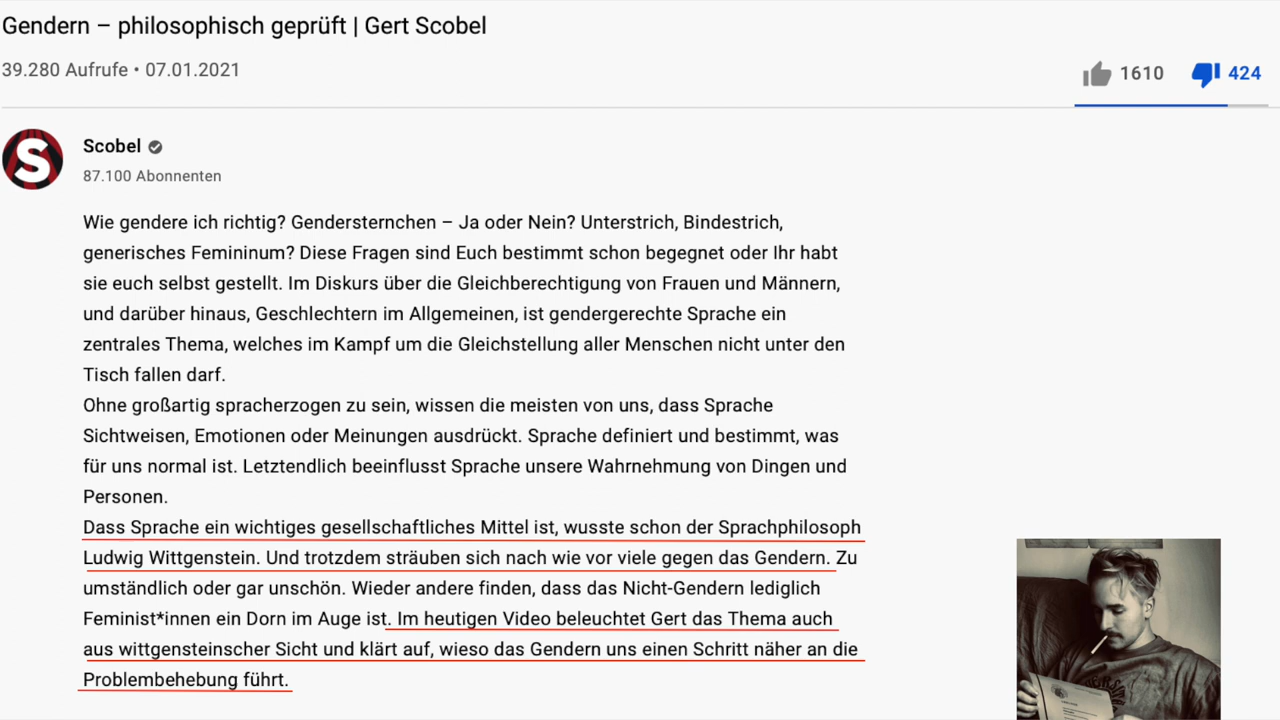 Gendern – philosophisch geprüft | Gert Scobel
39.280 Aufrufe • 07.01.2021
1610 424
S
Scobel
87.100 Abonnenten
Wie gendere ich richtig? Gendersternchen – Ja oder Nein? Unterstrich, Bindestrich,
generisches Femininum? Diese Fragen sind Euch bestimmt schon begegnet oder Ihr habt
sie euch selbst gestellt. Im Diskurs über die Gleichberechtigung von Frauen und Männern,
und darüber hinaus, Geschlechtern im Allgemeinen, ist gendergerechte Sprache ein
zentrales Thema, welches im Kampf um die Gleichstellung aller Menschen nicht unter den
Tisch fallen darf.
Ohne großartig spracherzogen zu sein, wissen die meisten von uns, dass Sprache
Sichtweisen, Emotionen oder Meinungen ausdrückt. Sprache definiert und bestimmt, was
für uns normal ist. Letztendlich beeinflusst Sprache unsere Wahrnehmung von Dingen und
Personen.
Dass Sprache ein wichtiges gesellschaftliches Mittel ist, wusste schon der Sprachphilosoph
Ludwig Wittgenstein. Und trotzdem sträuben sich nach wie vor viele gegen das Gendern. Zu
umständlich oder gar unschön. Wieder andere finden, dass das Nicht-Gendern lediglich
Feminist*innen ein Dorn im Auge ist. Im heutigen Video beleuchtet Gert das Thema auch
aus wittgensteinscher Sicht und klärt auf, wieso das Gendern uns einen Schritt näher an die
Problembehebung führt.